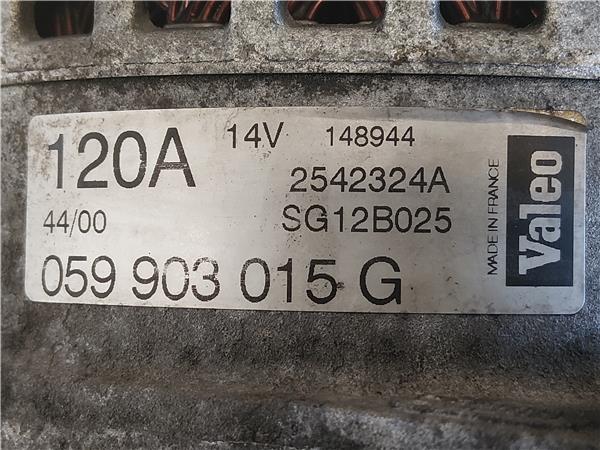 120A 14V 148944
2542324A
44/00 SG12B025
059 903 015 G
MADE IN FRANCE
Valeo